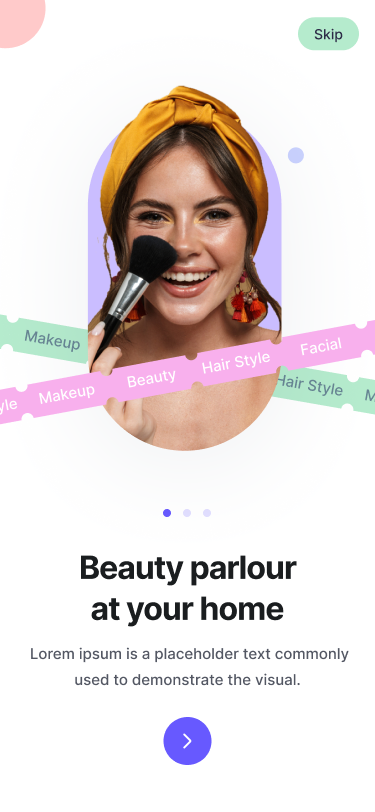 Skip
Makeup
yle Makeup Beauty Hair Style Facial
Hair Style M
Beauty parlour
at your home
Lorem ipsum is a placeholder text commonly
used to demonstrate the visual.